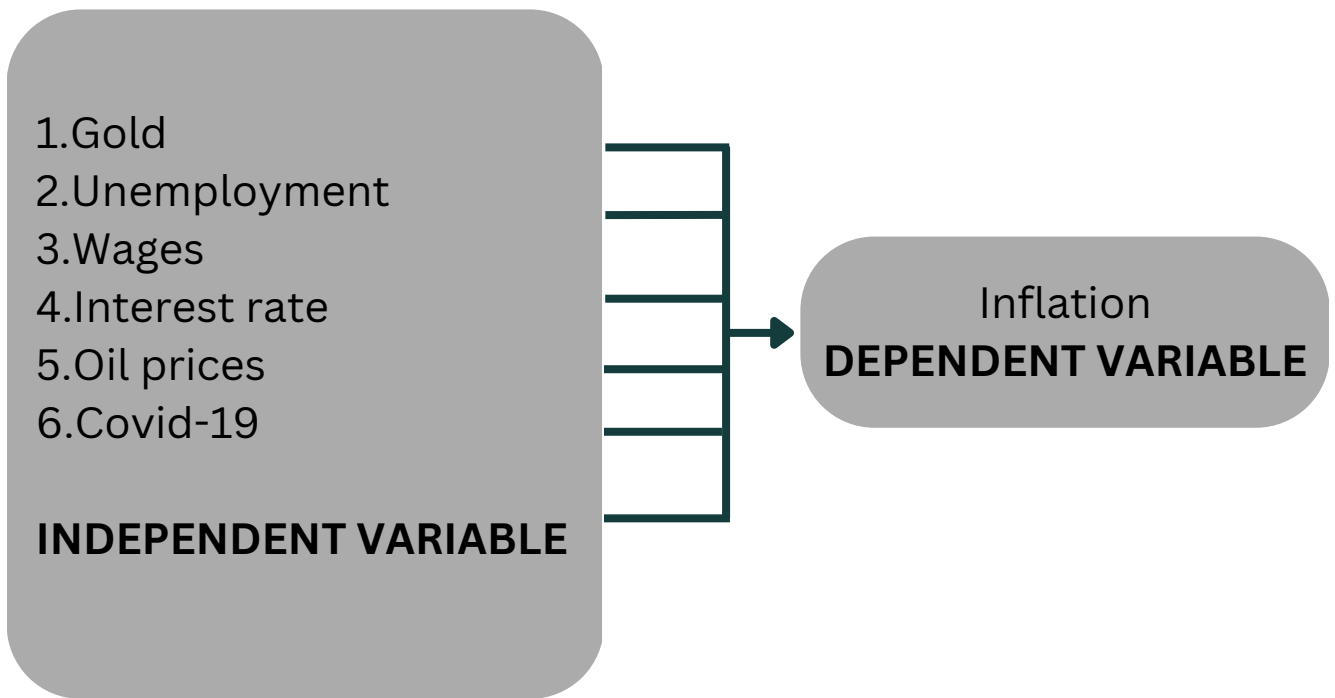 1.Gold
2.Unemployment
3.Wages
4.Interest rate
5.Oil prices
6.Covid-19
INDEPENDENT VARIABLE
Inflation
DEPENDENT VARIABLE